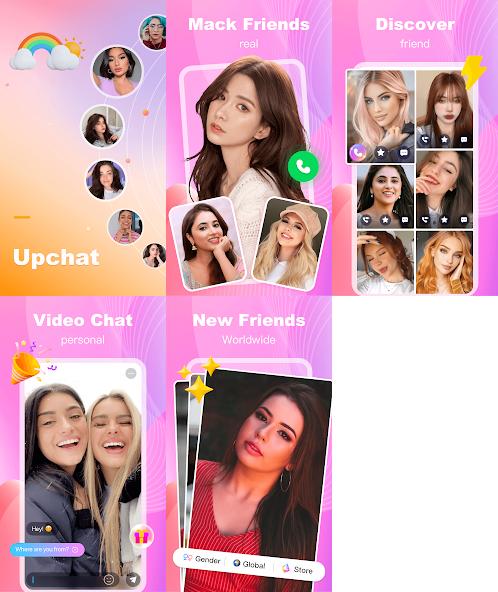 Upchat
Mack Friends
real
Discover
friend
Video Chat
personal
Hey! 😊
Where are you from?
New Friends
Worldwide
Gender
Global
Store